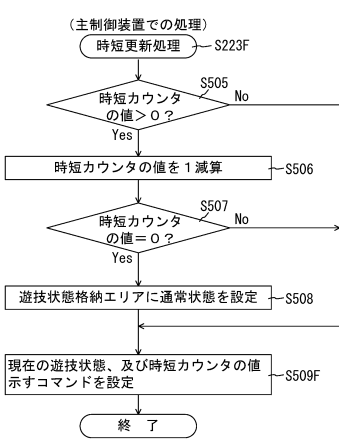 （主制御装置での処理）
時短更新処理
S223F
S505
時短カウンタ
の値＞０？
No
Yes
時短カウンタの値を１減算
S506
S507
時短カウンタ
の値＝０？
No
Yes
遊技状態格納エリアに通常状態を設定
S508
現在の遊技状態、及び時短カウンタの値
示すコマンドを設定
S509F
終 了